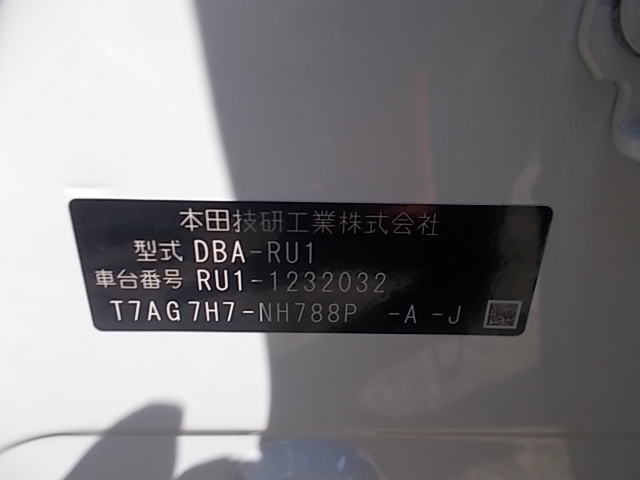 本田技研工業株式会社
型式 DBA-RU1
車台番号 RU1-1232032
T7AG7H7-NH788P -A-J